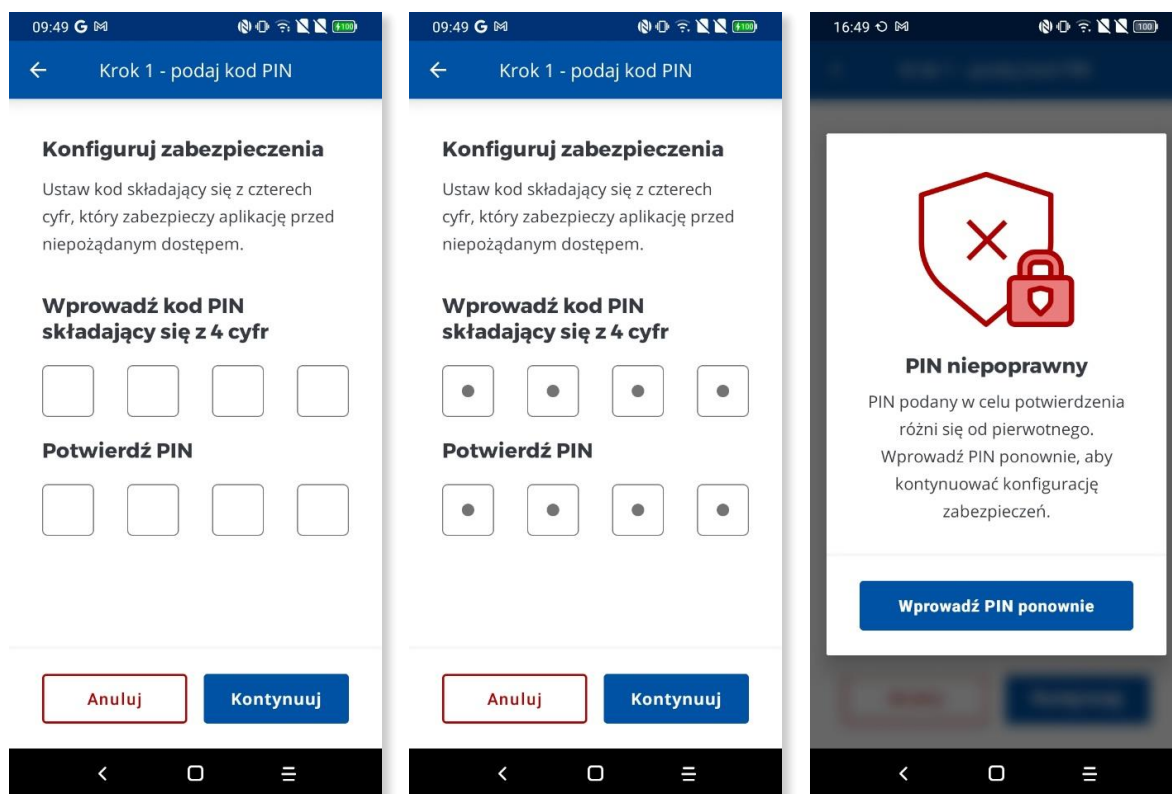 09:49 G
Krok 1 - podaj kod PIN
Konfiguruj zabezpieczenia
Ustaw kod składający się z czterech
cyfr, który zabezpieczy aplikację przed
niepożądanym dostępem.
Wprowadź kod PIN
składający się z 4 cyfr
Potwierdź PIN
Anuluj
Kontynuuj
09:49 G
Krok 1 - podaj kod PIN
Konfiguruj zabezpieczenia
Ustaw kod składający się z czterech
cyfr, który zabezpieczy aplikację przed
niepożądanym dostępem.
Wprowadź kod PIN
składający się z 4 cyfr
Potwierdź PIN
Anuluj
Kontynuuj
16:49
100
PIN niepoprawny
PIN podany w celu potwierdzenia
różni się od pierwotnego.
Wprowadź PIN ponownie, aby
kontynuować konfigurację
zabezpieczeń.
Wprowadź PIN ponownie